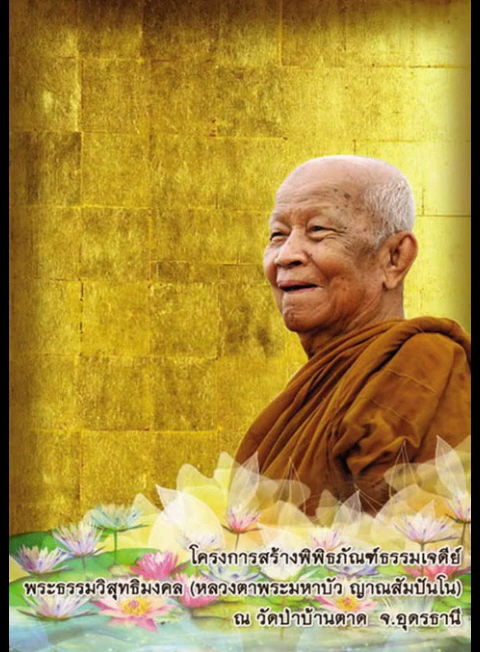 โครงการสร้างพิพิธภัณฑ์ธรรมเจดีย์
พระธรรมวิสุทธิมงคล (หลวงตาพระมหาบัว ญาณสัมปันโน)
ณ วัดป่าบ้านตาด จ.อุดรธานี